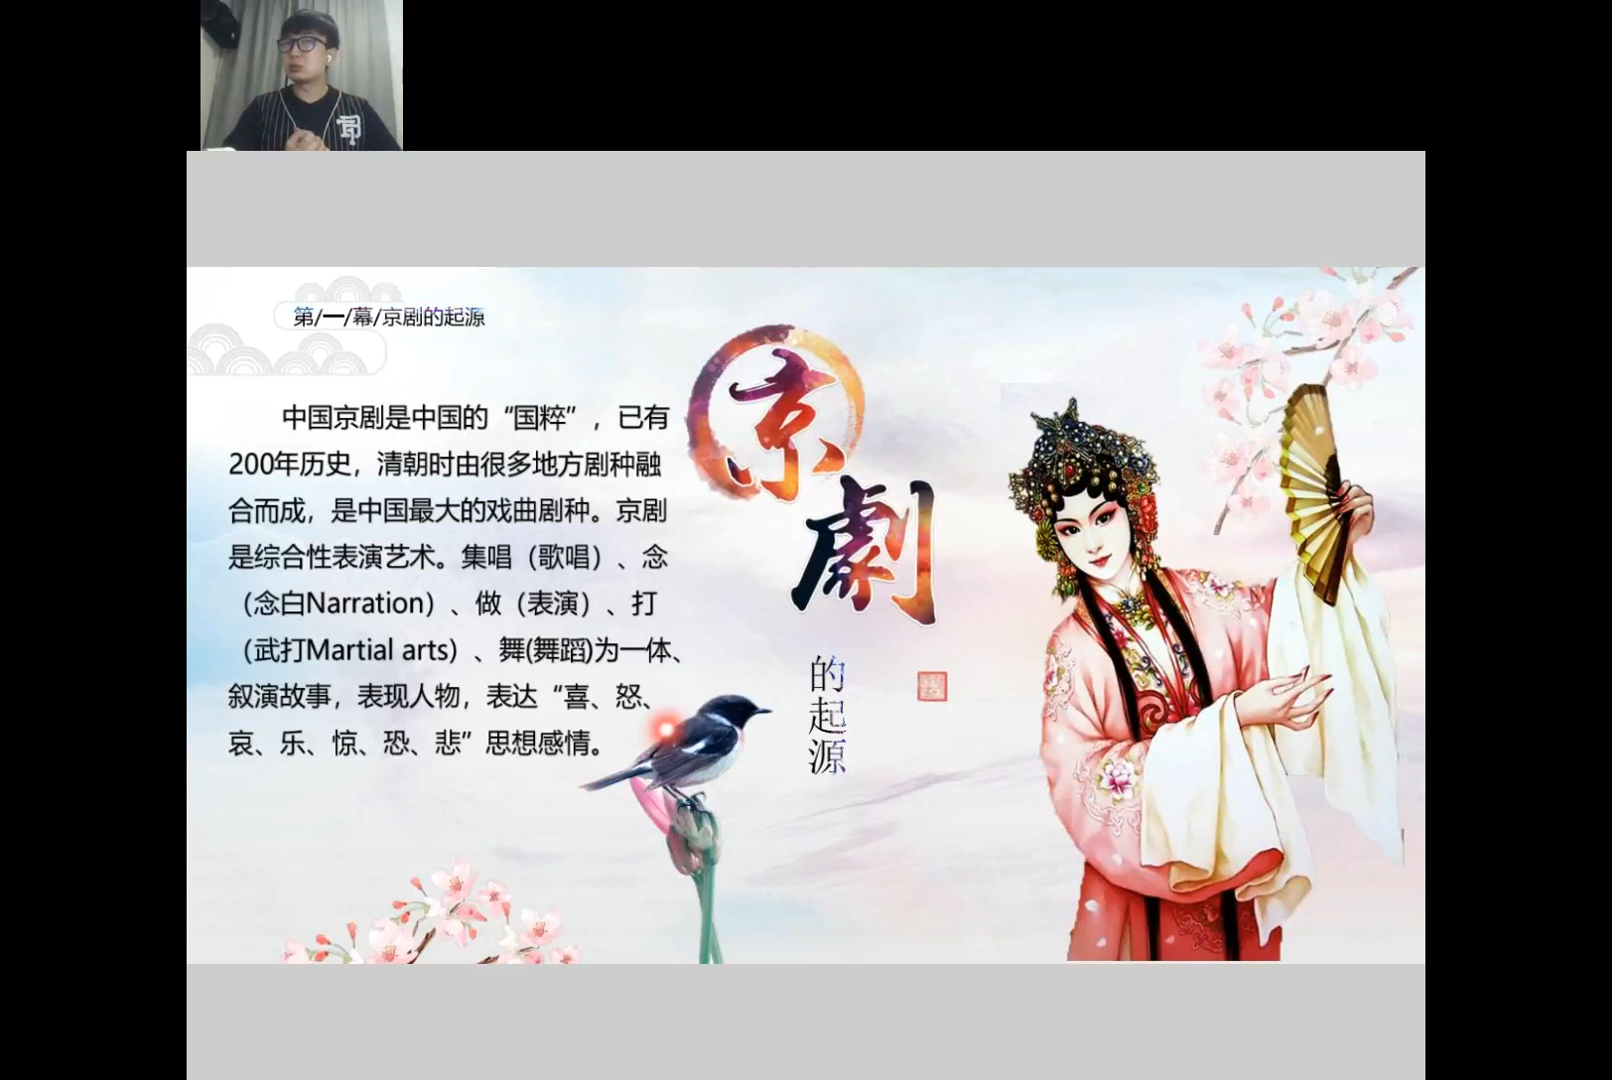 第/一/幕/京剧的起源
中国京剧是中国的“国粹”，已有
200年历史，清朝时由很多地方剧种融
合而成，是中国最大的戏曲剧种。京剧
是综合性表演艺术。集唱（歌唱）、念
（念白Narration）、做（表演）、打
（武打Martial arts）、舞(舞蹈)为一体、
叙演故事，表现人物，表达“喜、怒、
哀、乐、惊、恐、悲”思想感情。
京
劇
的起源